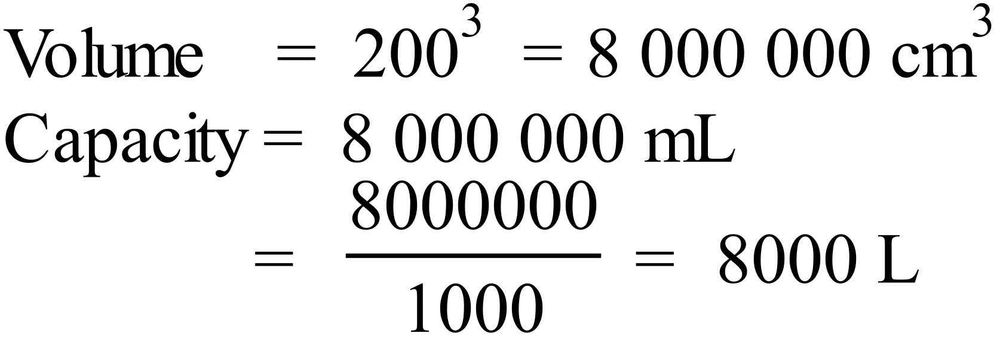 Volume = 200³ = 8 000 000 cm³
Capacity = 8 000 000 mL
= 8000000/1000 = 8000 L